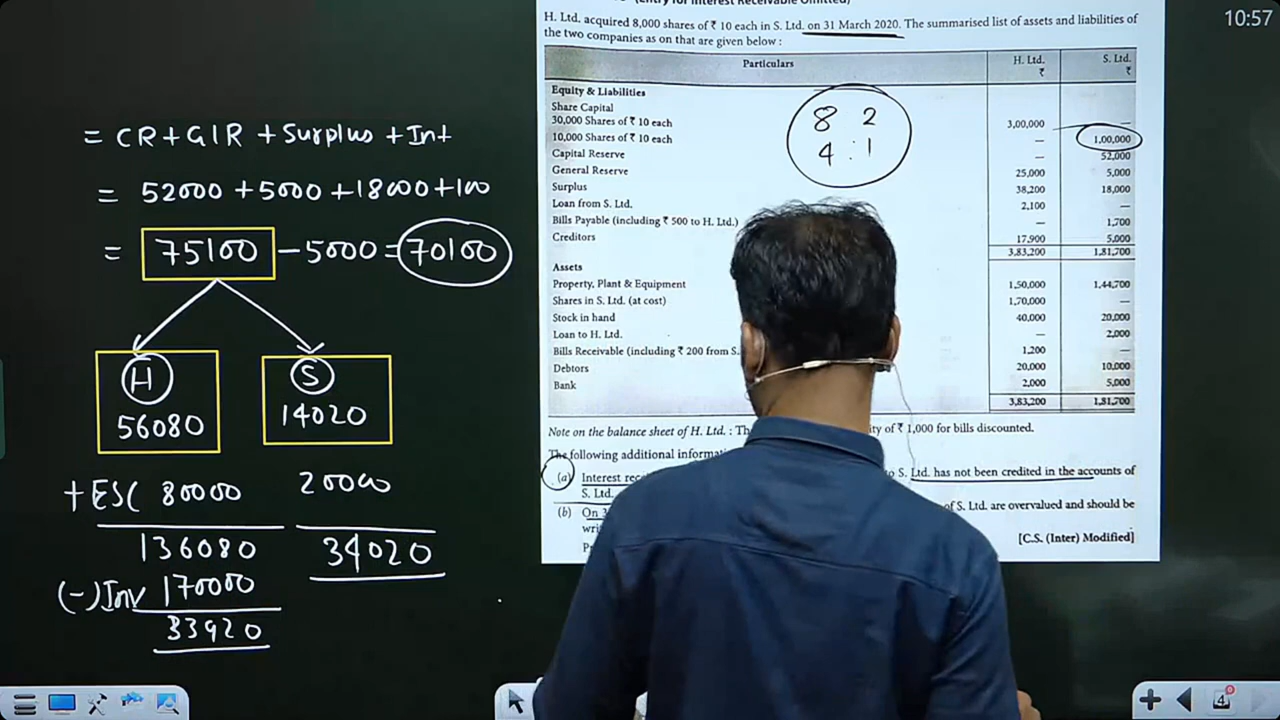 10:57
(Entry for Interest Receivable Omitted)
H. Ltd. acquired 8,000 shares of ₹ 10 each in S. Ltd. on 31 March 2020. The summarised list of assets and liabilities of
the two companies as on that are given below :
Particulars H. Ltd. S. Ltd.
₹ ₹
Equity & Liabilities
Share Capital
30,000 Shares of ₹ 10 each 3,00,000 —
10,000 Shares of ₹ 10 each — 1,00,000
Capital Reserve — 52,000
General Reserve 25,000 5,000
Surplus 38,200 18,000
Loan from S. Ltd. 2,100 —
Bills Payable (including ₹ 500 to H. Ltd.) — 1,700
Creditors 17,900 5,000
3,83,200 1,81,700
Assets
Property, Plant & Equipment 1,50,000 1,44,700
Shares in S. Ltd. (at cost) 1,70,000 —
Stock in hand 40,000 20,000
Loan to H. Ltd. — 2,000
Bills Receivable (including ₹ 200 from S. 1,200 —
Debtors 20,000 10,000
Bank 2,000 5,000
3,83,200 1,81,700
Note on the balance sheet of H. Ltd. : Th ity of ₹ 1,000 for bills discounted.
The following additional informa
(a) Interest rec to S. Ltd. has not been credited in the accounts of
S. Ltd.
(b) On 3 of S. Ltd. are overvalued and should be
wri
[C.S. (Inter) Modified]
8 2
4 : 1
= CR + GIR + Surplus + Int
= 52000 + 5000 + 18000 + 100
= 75100 - 5000 = 70100
H S
56080 14020
+ ESC 80000 20000
136080 34020
(-) Inv 170000
33920
4